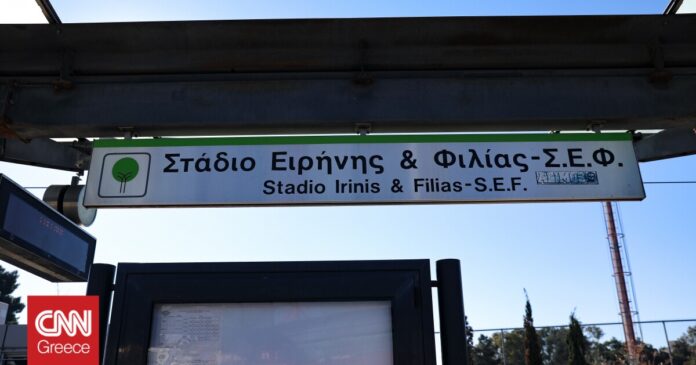 Στάδιο Ειρήνης & Φιλίας-Σ.Ε.Φ.
Stadio Irinis & Filias-S.E.F.
CNN
Greece